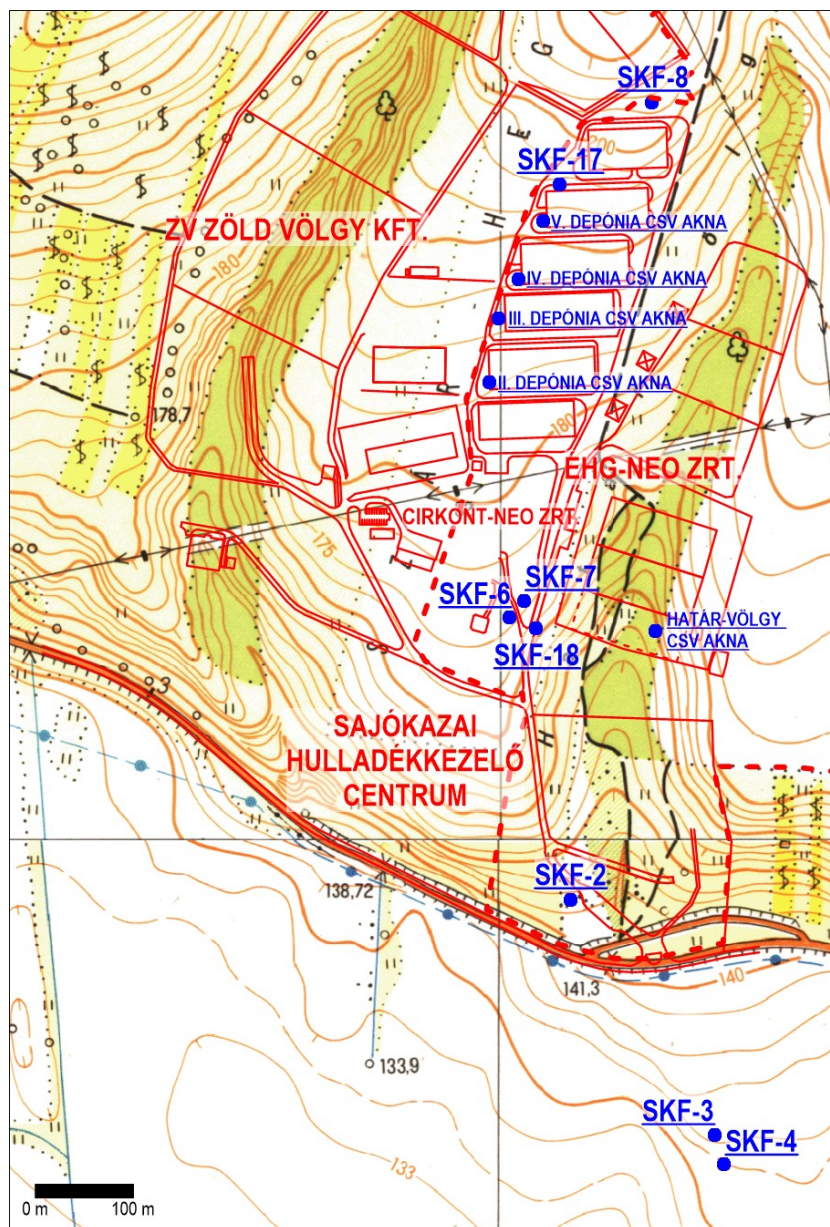 SKF-8
G
E
200
SKF-17
H
V. DEPÓNIA CSV AKNA
ZV ZÖLD VÖLGY KFT.
180
IV. DEPÓNIA CSV AKNA
III. DEPÓNIA CSV AKNA
R
II. DEPÓNIA CSV AKNA
178,7
180
EHG-NEO ZRT.
Á
CIRKONT-NEO ZRT.
175
Z
SKF-7
SKF-6
HATÁR-VÖLGY
CSV AKNA
SKF-18
S
SAJÓKAZAI
HULLADÉKKEZELŐ
CENTRUM
H
SKF-2
138,72
141,3
140
133,9
SKF-3
SKF-4
133
0 m 100 m